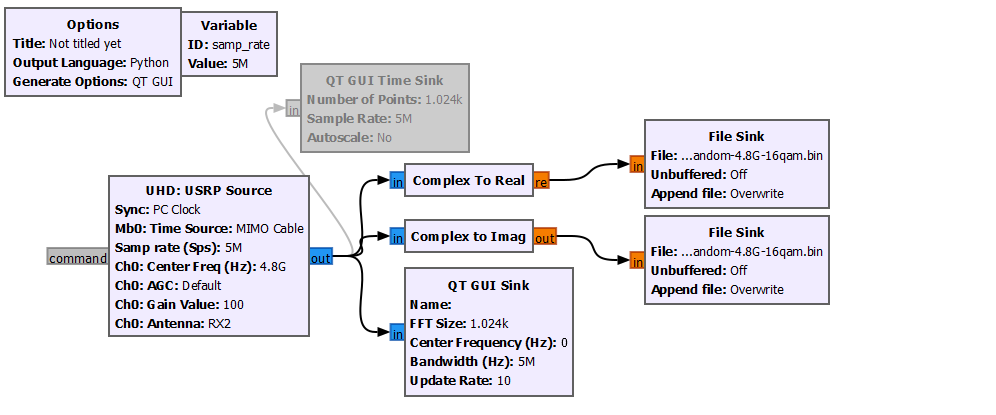 Options
Title: Not titled yet
Output Language: Python
Generate Options: QT GUI
Variable
ID: samp_rate
Value: 5M
QT GUI Time Sink
Number of Points: 1.024k
Sample Rate: 5M
Autoscale: No
in
UHD: USRP Source
Sync: PC Clock
Mb0: Time Source: MIMO Cable
Samp rate (Sps): 5M
Ch0: Center Freq (Hz): 4.8G
Ch0: AGC: Default
Ch0: Gain Value: 100
Ch0: Antenna: RX2
command
out
in
Complex To Real
re
in
Complex to Imag
out
QT GUI Sink
Name:
FFT Size: 1.024k
Center Frequency (Hz): 0
Bandwidth (Hz): 5M
Update Rate: 10
in
File Sink
File: ...andom-4.8G-16qam.bin
Unbuffered: Off
Append file: Overwrite
in
File Sink
File: ...andom-4.8G-16qam.bin
Unbuffered: Off
Append file: Overwrite
in